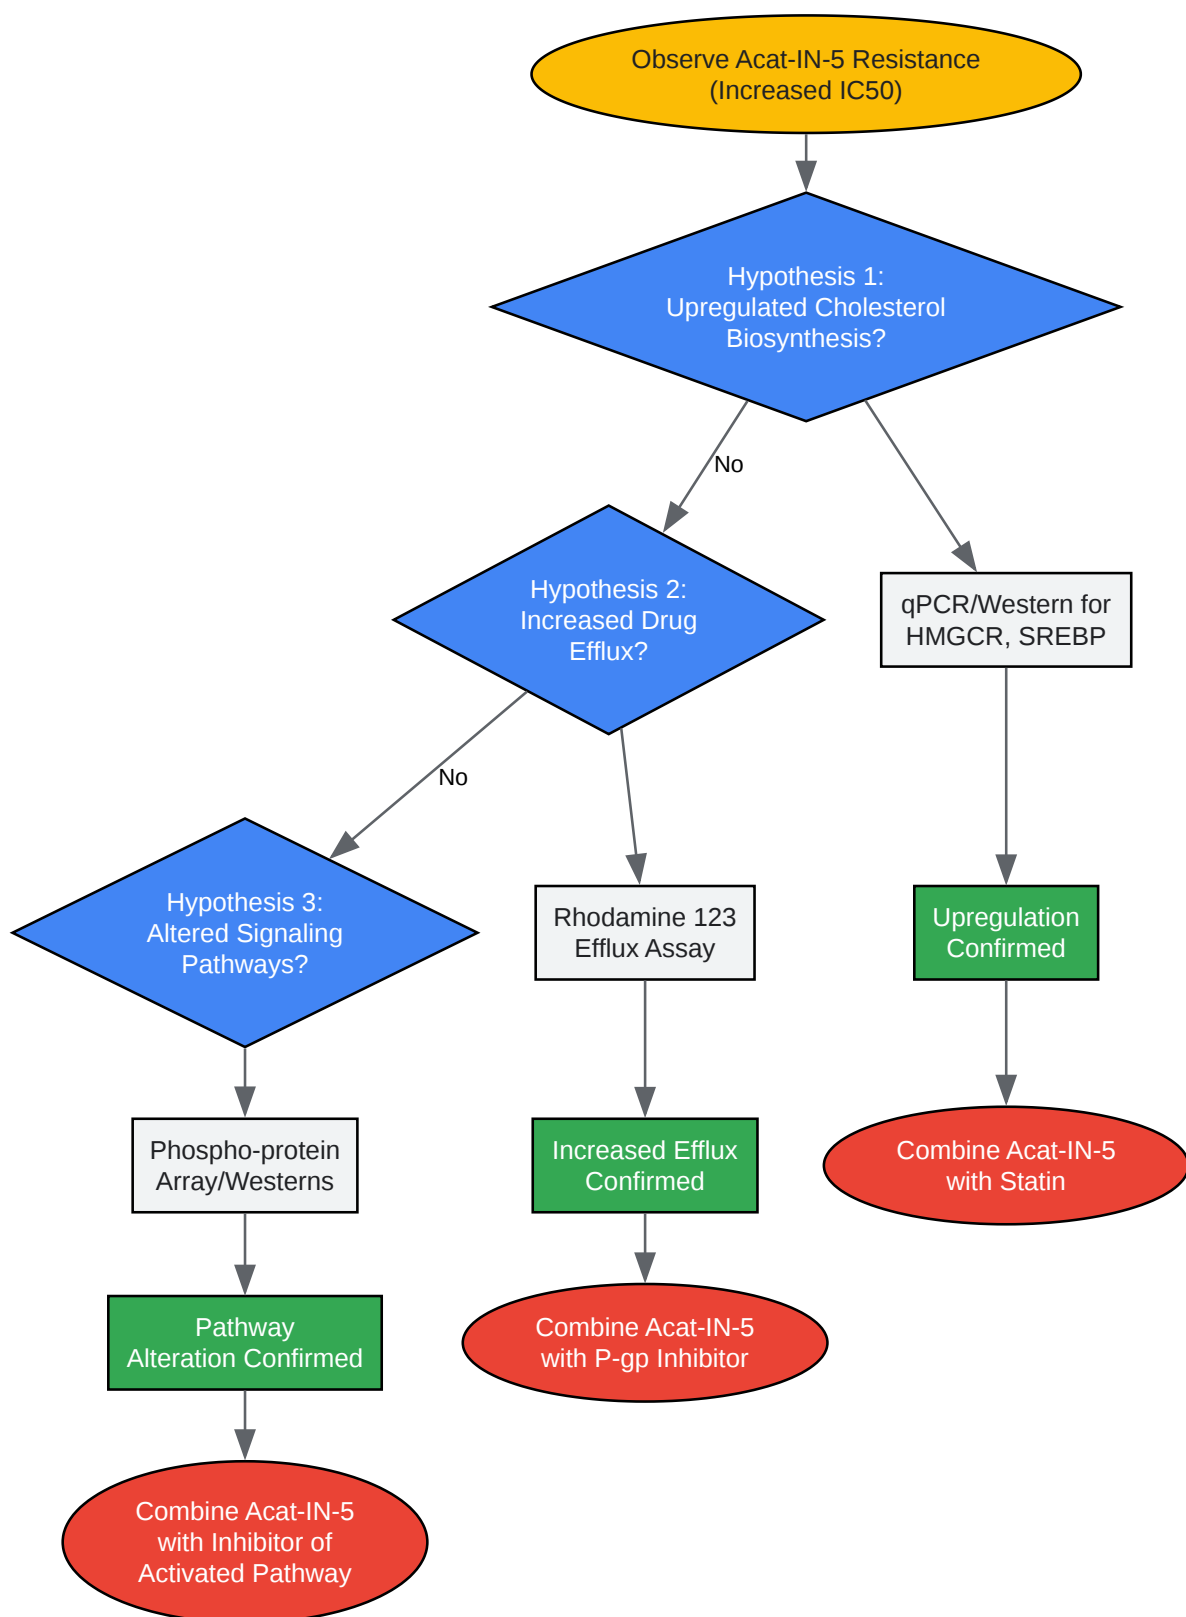 Observe Acat-IN-5 Resistance
(Increased IC50)
Hypothesis 1:
Upregulated Cholesterol
Biosynthesis?
No
Hypothesis 2:
Increased Drug
Efflux?
qPCR/Western for
HMGCR, SREBP
No
Hypothesis 3:
Altered Signaling
Pathways?
Rhodamine 123
Efflux Assay
Upregulation
Confirmed
Phospho-protein
Array/Westerns
Increased Efflux
Confirmed
Combine Acat-IN-5
with Statin
Pathway
Alteration Confirmed
Combine Acat-IN-5
with P-gp Inhibitor
Combine Acat-IN-5
with Inhibitor of
Activated Pathway